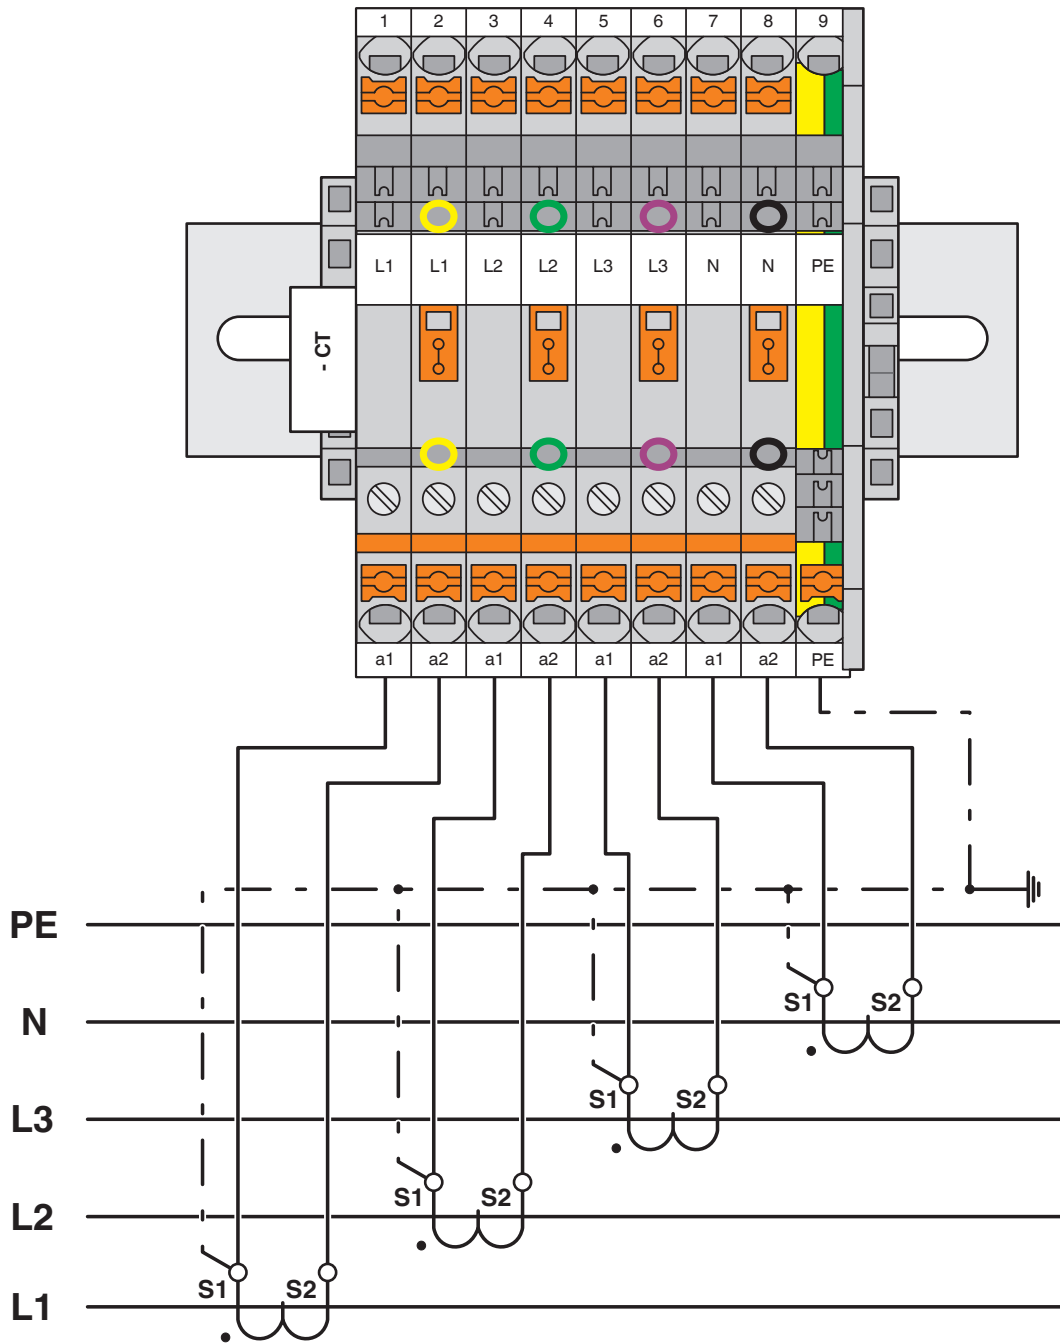 1 2 3 4 5 6 7 8 9
L1 L1 L2 L2 L3 L3 N N PE
- CT
a1 a2 a1 a2 a1 a2 a1 a2 PE
PE
S1 S2
N
S1 S2
L3
S1 S2
L2
S1 S2
L1